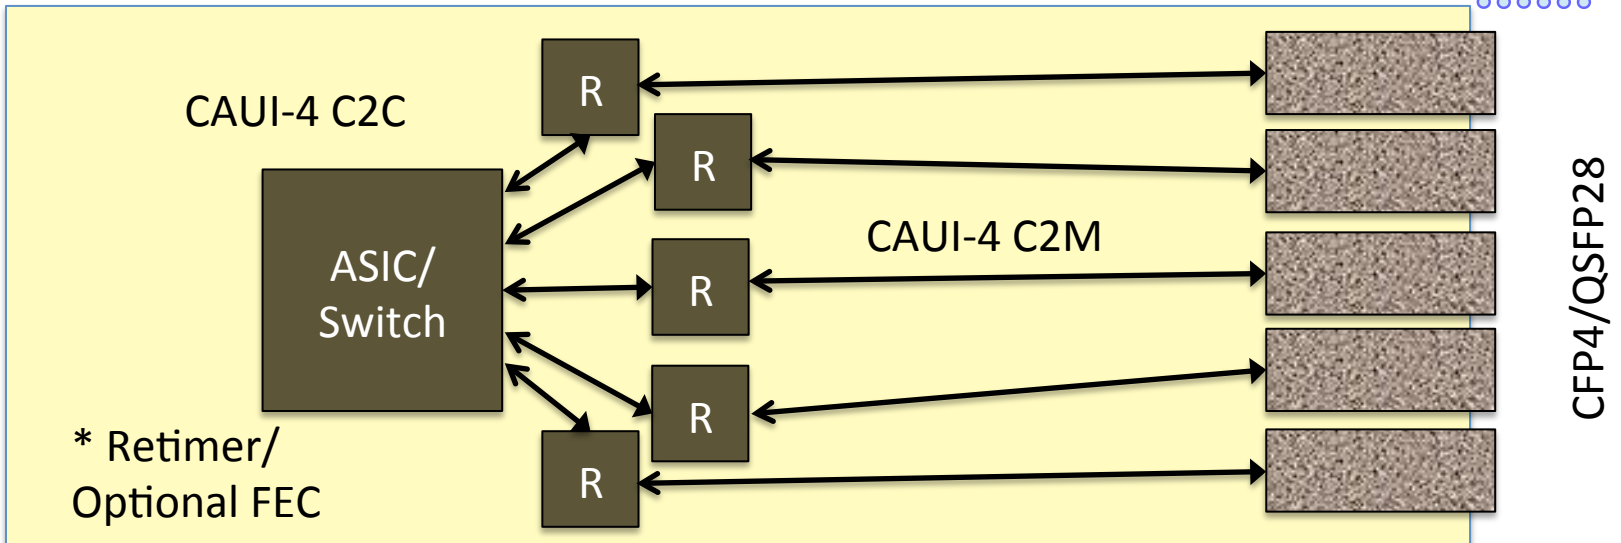 CAUI-4 C2C
R
R
CAUI-4 C2M
ASIC/
Switch
R
R
R
* Retimer/
Optional FEC
CFP4/QSFP28